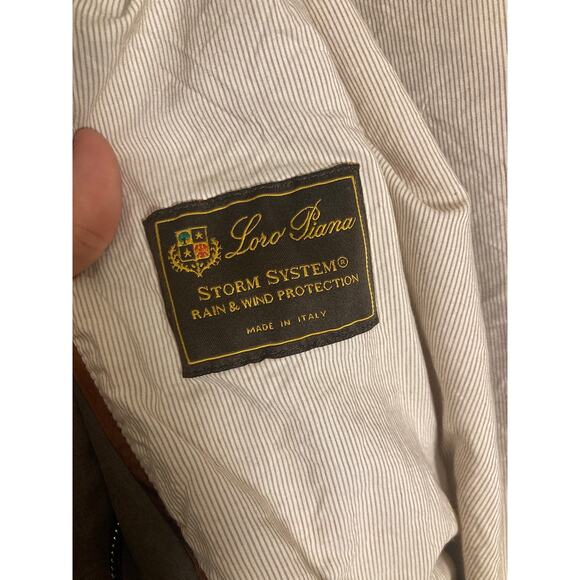 Loro Piana
STORM SYSTEM®
RAIN & WIND PROTECTION
MADE IN ITALY